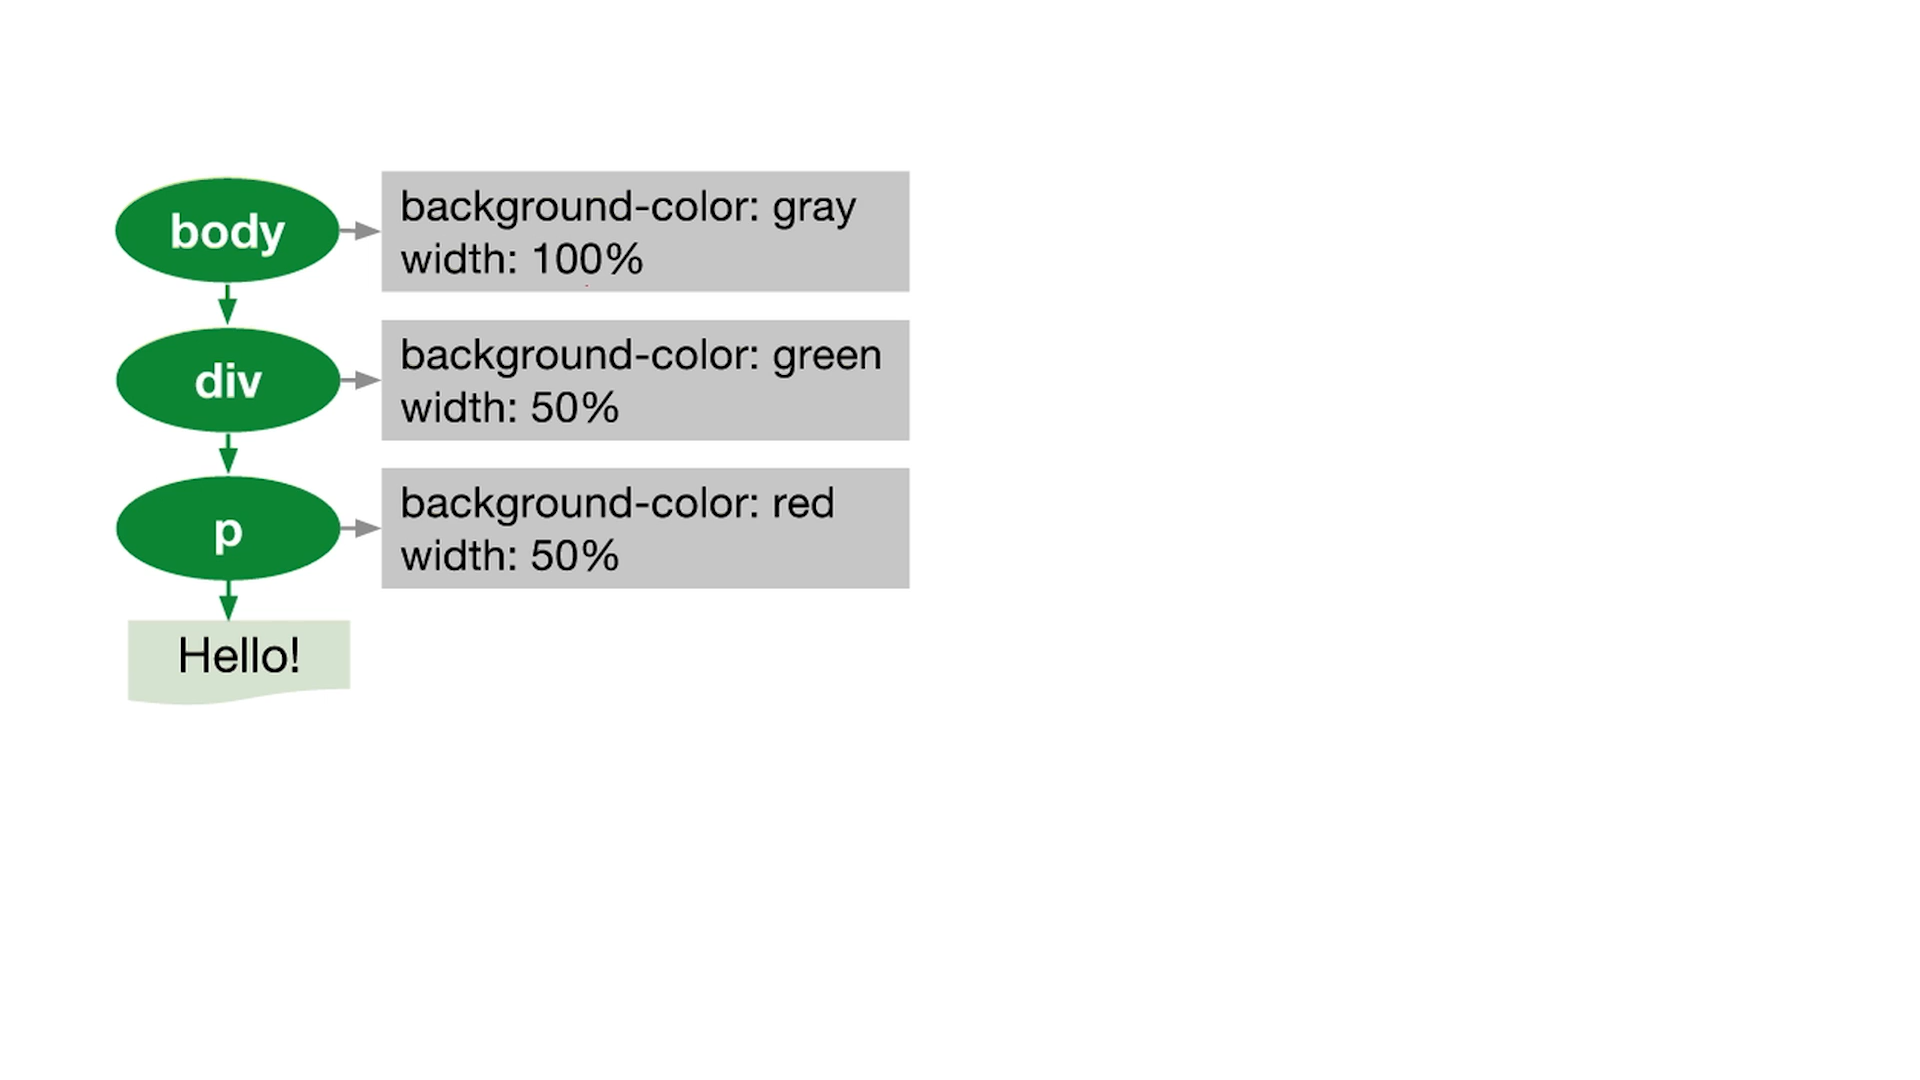 body
background-color: gray
width: 100%
div
background-color: green
width: 50%
p
background-color: red
width: 50%
Hello!